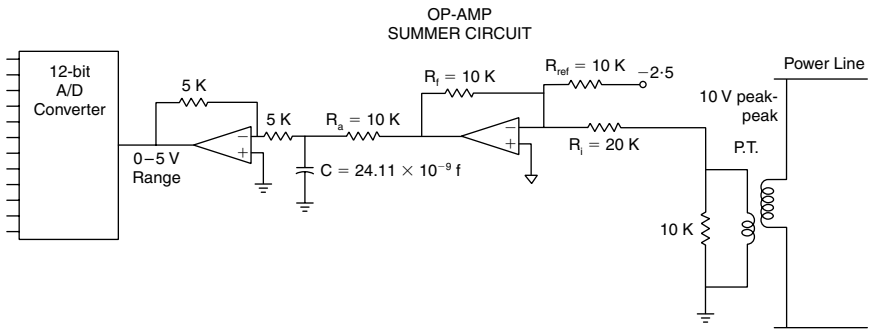 OP-AMP
SUMMER CIRCUIT
12-bit
A/D
Converter
5 K
5 K
R_a = 10 K
R_f = 10 K
R_ref = 10 K
−2·5
Power Line
10 V peak-
peak
P.T.
−
+
0–5 V
Range
C = 24.11 × 10⁻⁹ f
−
+
R_i = 20 K
10 K